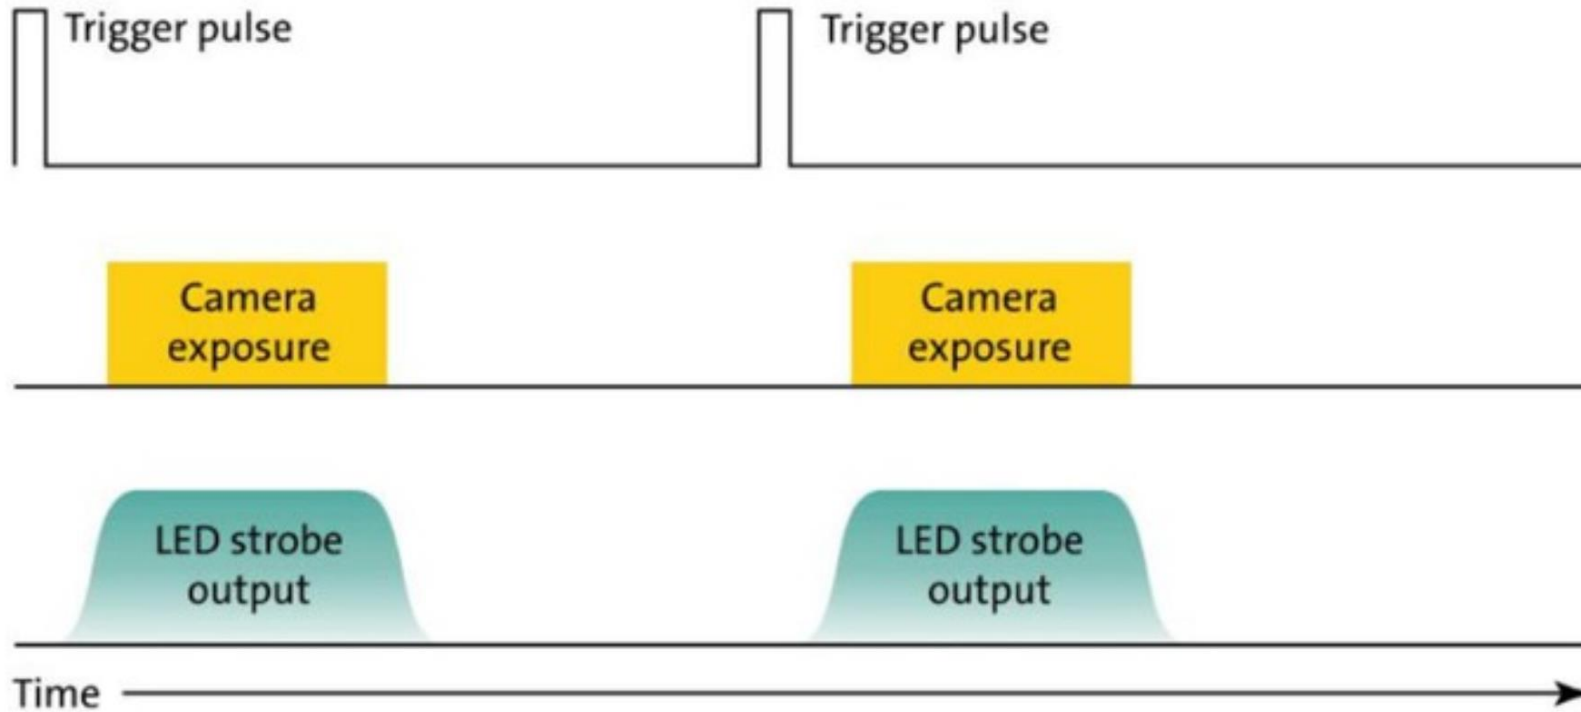 Trigger pulse
Trigger pulse
Camera
exposure
Camera
exposure
LED strobe
output
LED strobe
output
Time